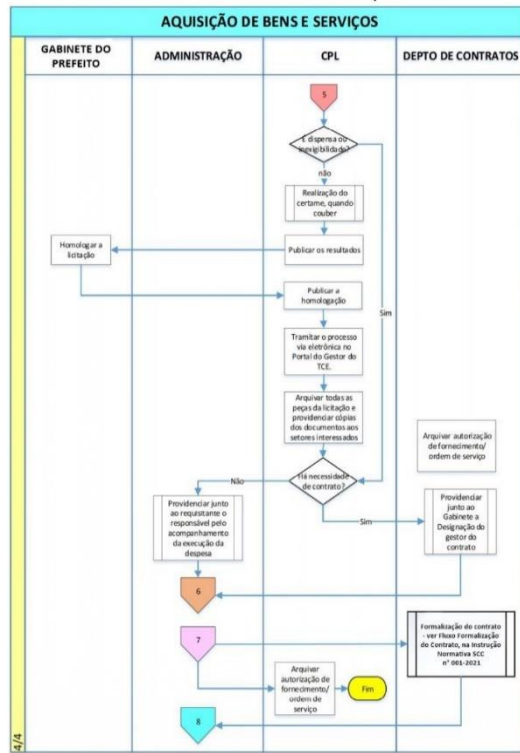 AQUISIÇÃO DE BENS E SERVIÇOS
GABINETE DO
PREFEITO
ADMINISTRAÇÃO
CPL
DEPTO DE CONTRATOS
5
É dispensa ou
inexigibilidade?
não
Realização do
certame, quando
couber
Homologar a
licitação
Publicar os resultados
Publicar a
homologação
Sim
Tramitar o processo
via eletrônica no
Portal do Gestor do
TCE.
Arquivar todas as
peças da licitação e
providenciar cópias
dos documentos aos
setores interessados
Arquivar autorização
de fornecimento/
ordem de serviço
Não
Há necessidade
de contrato?
Providenciar junto
ao requisitante o
responsável pelo
acompanhamento
da execução da
despesa
Sim
Providenciar
junto ao
Gabinete a
Designação do
gestor do
contrato
6
7
Formalização do contrato
- ver Fluxo Formalização
do Contrato, na Instrução
Normativa SCC
n° 001-2021
Arquivar
autorização de
fornecimento/
ordem de
serviço
Fim
8
4/4